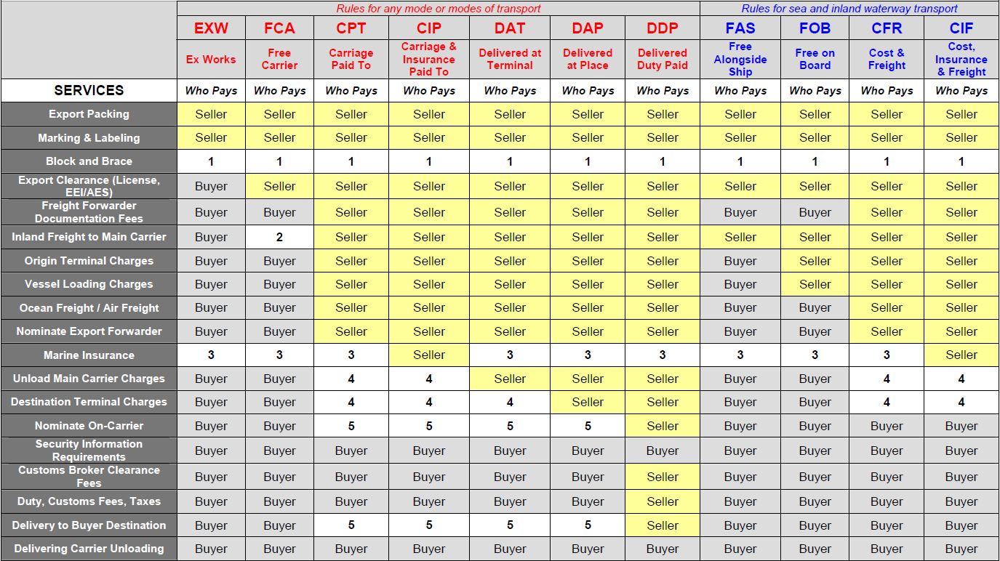 Rules for any mode or modes of transport Rules for sea and inland waterway transport
EXW FCA CPT CIP DAT DAP DDP FAS FOB CFR CIF
Ex Works Free Carrier Carriage Paid To Carriage & Insurance Paid To Delivered at Terminal Delivered at Place Delivered Duty Paid Free Alongside Ship Free on Board Cost & Freight Cost, Insurance & Freight
SERVICES Who Pays Who Pays Who Pays Who Pays Who Pays Who Pays Who Pays Who Pays Who Pays Who Pays Who Pays
Export Packing Seller Seller Seller Seller Seller Seller Seller Seller Seller Seller Seller
Marking & Labeling Seller Seller Seller Seller Seller Seller Seller Seller Seller Seller Seller
Block and Brace 1 1 1 1 1 1 1 1 1 1 1
Export Clearance (License, EEI/AES) Buyer Seller Seller Seller Seller Seller Seller Seller Seller Seller Seller
Freight Forwarder Documentation Fees Buyer Buyer Seller Seller Seller Seller Seller Buyer Buyer Seller Seller
Inland Freight to Main Carrier Buyer 2 Seller Seller Seller Seller Seller Seller Seller Seller Seller
Origin Terminal Charges Buyer Buyer Seller Seller Seller Seller Seller Buyer Seller Seller Seller
Vessel Loading Charges Buyer Buyer Seller Seller Seller Seller Seller Buyer Seller Seller Seller
Ocean Freight / Air Freight Buyer Buyer Seller Seller Seller Seller Seller Buyer Buyer Seller Seller
Nominate Export Forwarder Buyer Buyer Seller Seller Seller Seller Seller Buyer Buyer Seller Seller
Marine Insurance 3 3 3 Seller 3 3 3 3 3 3 Seller
Unload Main Carrier Charges Buyer Buyer 4 4 Seller Seller Seller Buyer Buyer 4 4
Destination Terminal Charges Buyer Buyer 4 4 4 Seller Seller Buyer Buyer 4 4
Nominate On-Carrier Buyer Buyer 5 5 5 5 Seller Buyer Buyer Buyer Buyer
Security Information Requirements Buyer Buyer Buyer Buyer Buyer Buyer Buyer Buyer Buyer Buyer Buyer
Customs Broker Clearance Fees Buyer Buyer Buyer Buyer Buyer Buyer Seller Buyer Buyer Buyer Buyer
Duty, Customs Fees, Taxes Buyer Buyer Buyer Buyer Buyer Buyer Seller Buyer Buyer Buyer Buyer
Delivery to Buyer Destination Buyer Buyer 5 5 5 5 Seller Buyer Buyer Buyer Buyer
Delivering Carrier Unloading Buyer Buyer Buyer Buyer Buyer Buyer Buyer Buyer Buyer Buyer Buyer